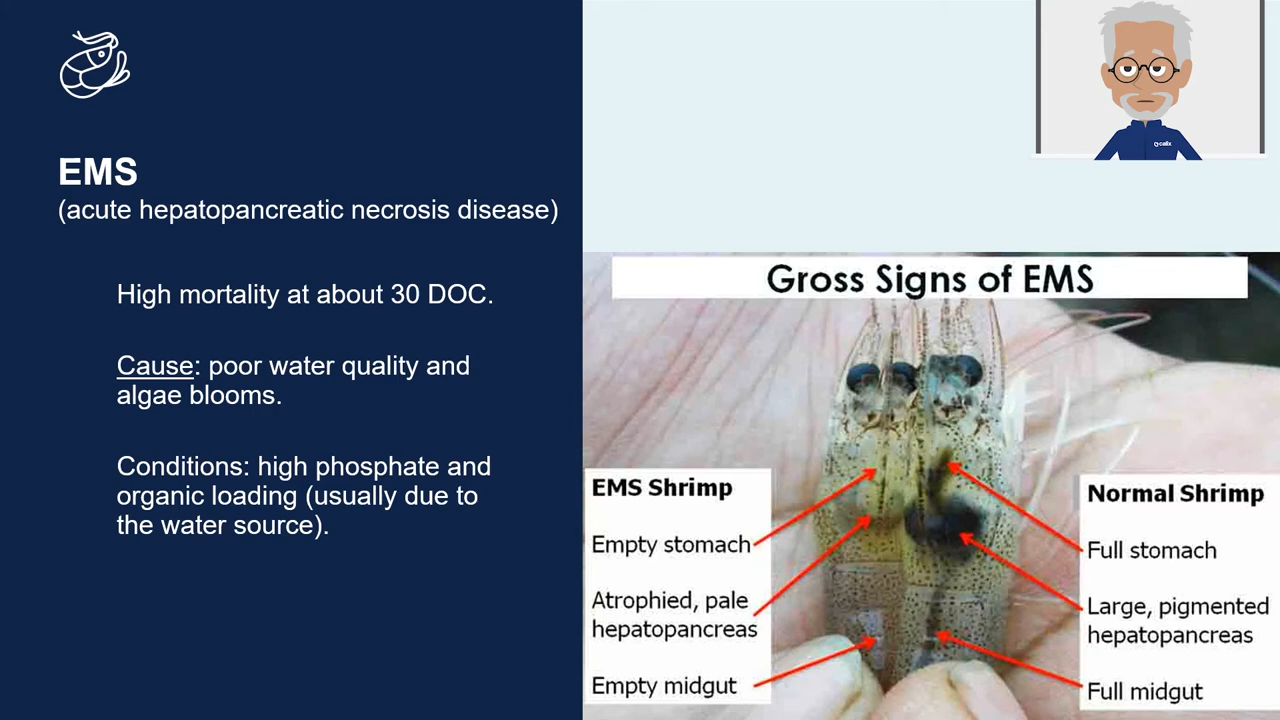 EMS
(acute hepatopancreatic necrosis disease)
High mortality at about 30 DOC.
Cause: poor water quality and
algae blooms.
Conditions: high phosphate and
organic loading (usually due to
the water source).
calix
Gross Signs of EMS
EMS Shrimp
Empty stomach
Atrophied, pale
hepatopancreas
Empty midgut
Normal Shrimp
Full stomach
Large, pigmented
hepatopancreas
Full midgut